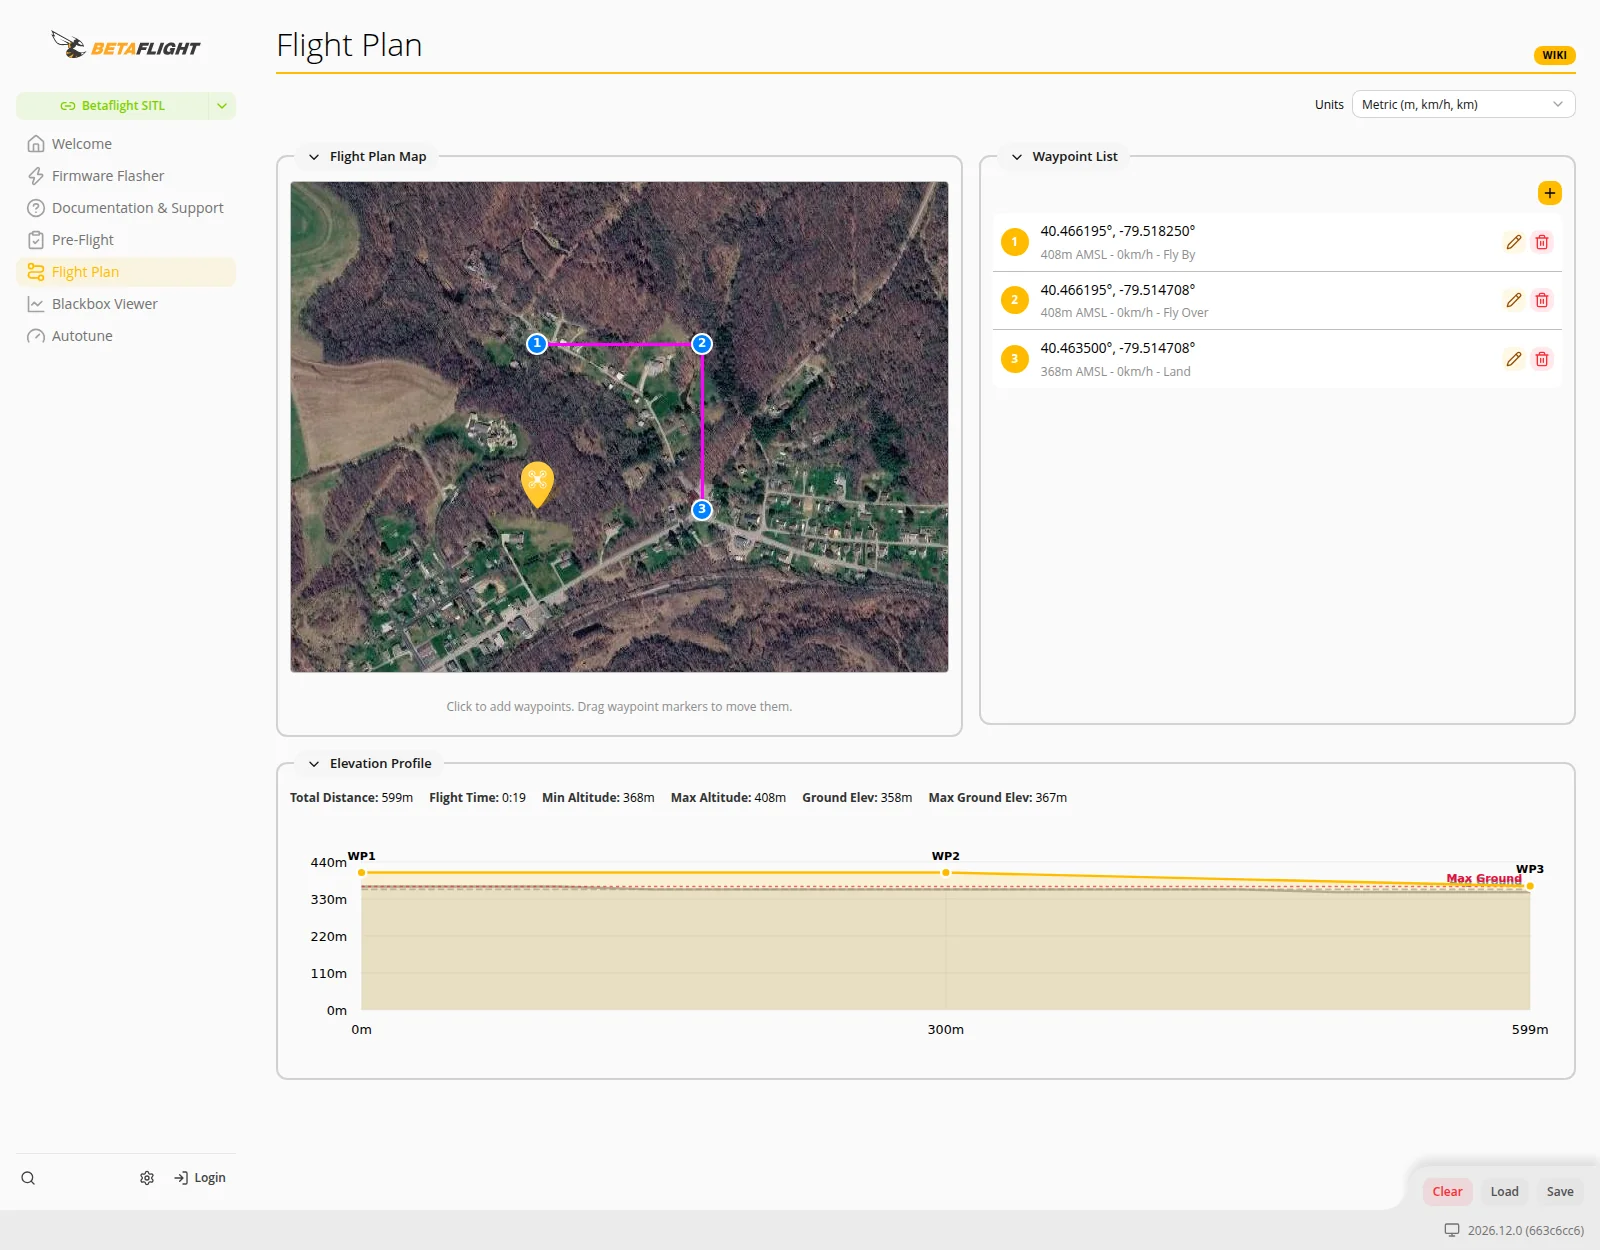 BETAFLIGHT
Flight Plan
WIKI
Betaflight SITL
Units
Metric (m, km/h, km)
Welcome
Firmware Flasher
Documentation & Support
Pre-Flight
Flight Plan
Blackbox Viewer
Autotune
Flight Plan Map
1
2
3
Click to add waypoints. Drag waypoint markers to move them.
Waypoint List
+
1
40.466195°, -79.518250°
408m AMSL - 0km/h - Fly By
2
40.466195°, -79.514708°
408m AMSL - 0km/h - Fly Over
3
40.463500°, -79.514708°
368m AMSL - 0km/h - Land
Elevation Profile
Total Distance: 599m Flight Time: 0:19 Min Altitude: 368m Max Altitude: 408m Ground Elev: 358m Max Ground Elev: 367m
WP1
WP2
WP3
Max Ground
440m
330m
220m
110m
0m
0m
300m
599m
Login
Clear
Load
Save
2026.12.0 (663c6cc6)